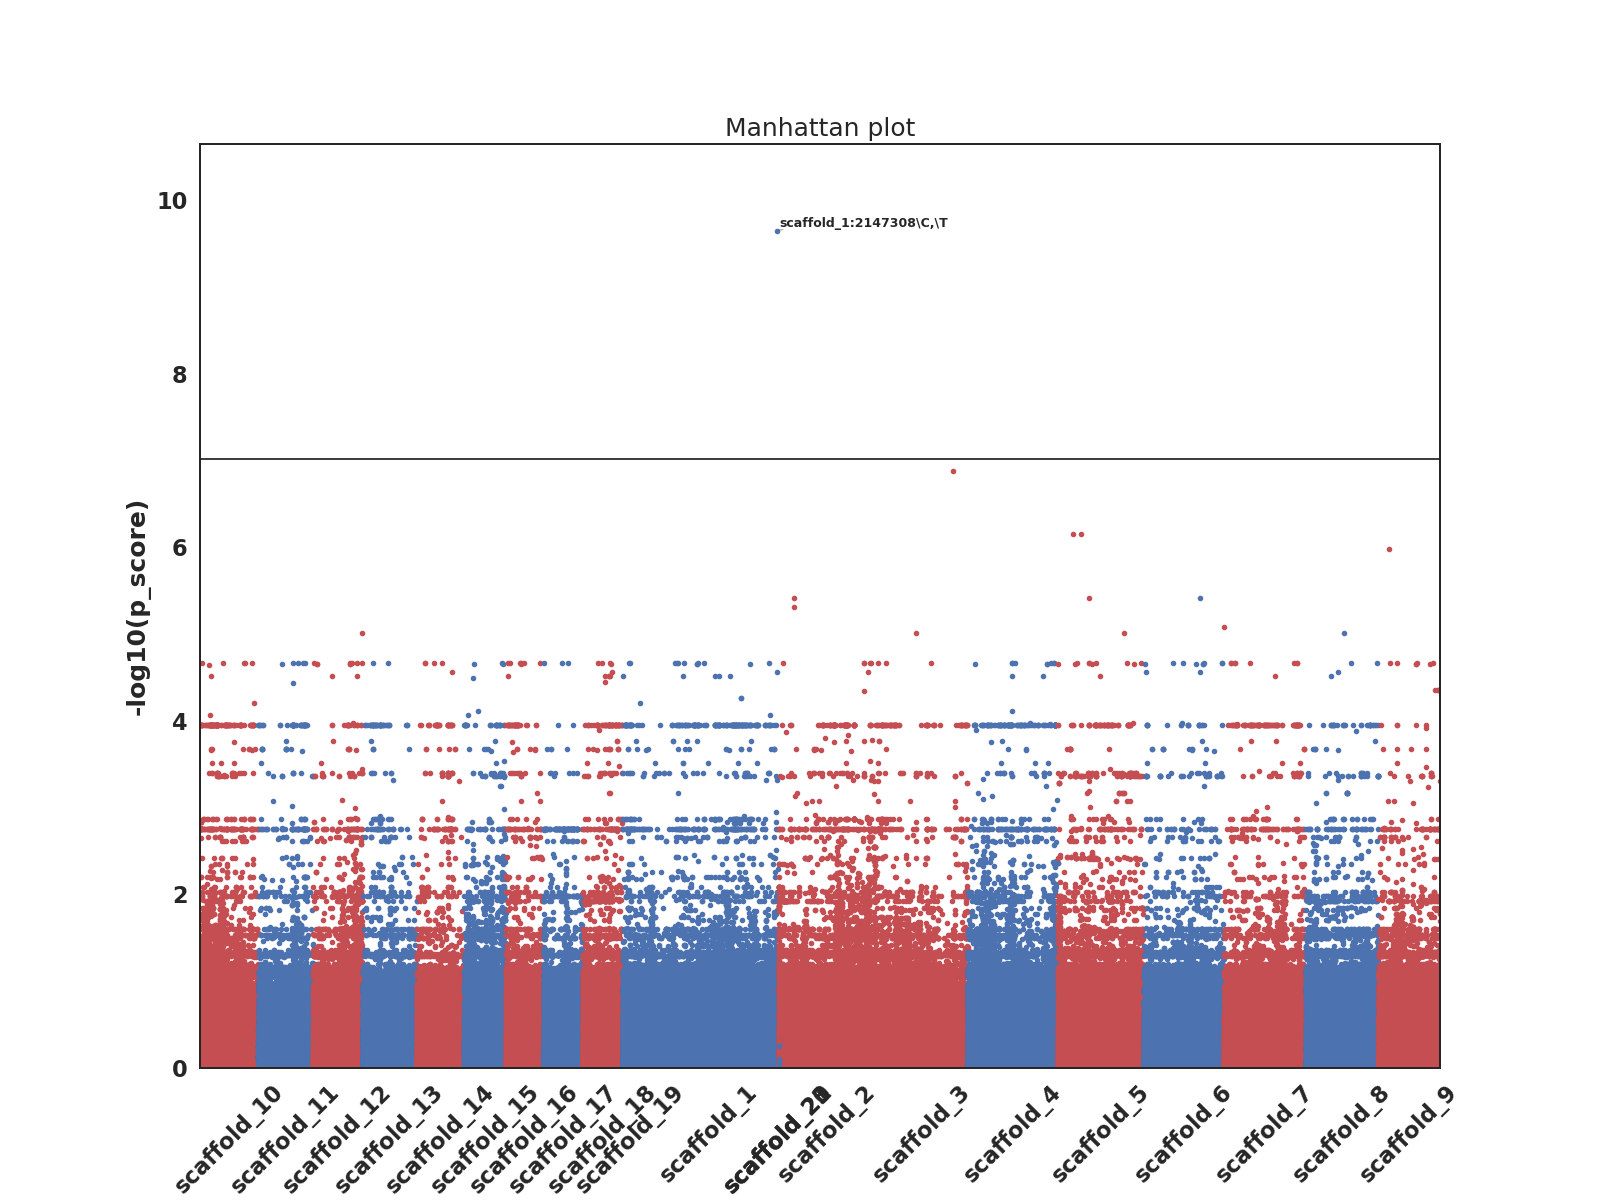 Manhattan plot
10
8
6
4
2
0
-log10(p_score)
scaffold_1:2147308\C,\T
scaffold_10
scaffold_11
scaffold_12
scaffold_13
scaffold_14
scaffold_15
scaffold_16
scaffold_17
scaffold_18
scaffold_19
scaffold_1
scaffold_2
scaffold_3
scaffold_4
scaffold_5
scaffold_6
scaffold_7
scaffold_8
scaffold_9